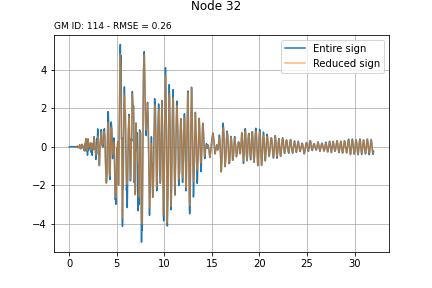 Node 32
GM ID: 114 - RMSE = 0.26
Entire sign
Reduced sign
4
2
0
−2
−4
0 5 10 15 20 25 30